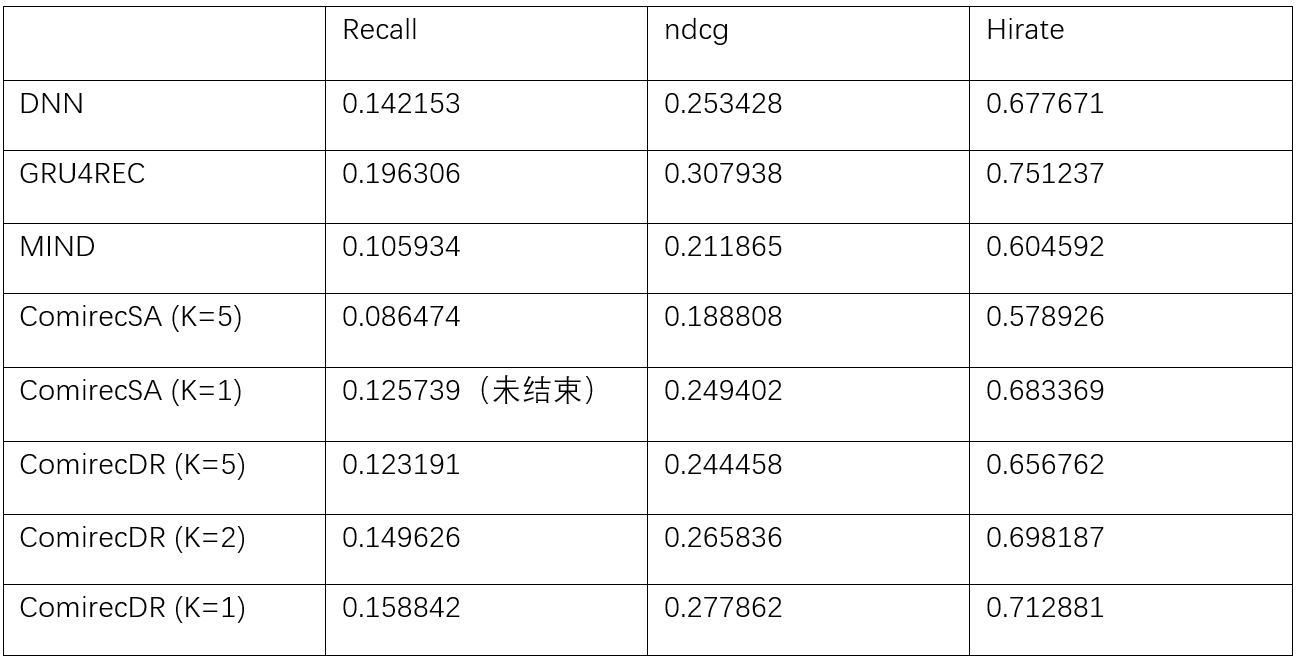 Recall ndcg Hirate
DNN 0.142153 0.253428 0.677671
GRU4REC 0.196306 0.307938 0.751237
MIND 0.105934 0.211865 0.604592
ComirecSA (K=5) 0.086474 0.188808 0.578926
ComirecSA (K=1) 0.125739（未结束） 0.249402 0.683369
ComirecDR (K=5) 0.123191 0.244458 0.656762
ComirecDR (K=2) 0.149626 0.265836 0.698187
ComirecDR (K=1) 0.158842 0.277862 0.712881